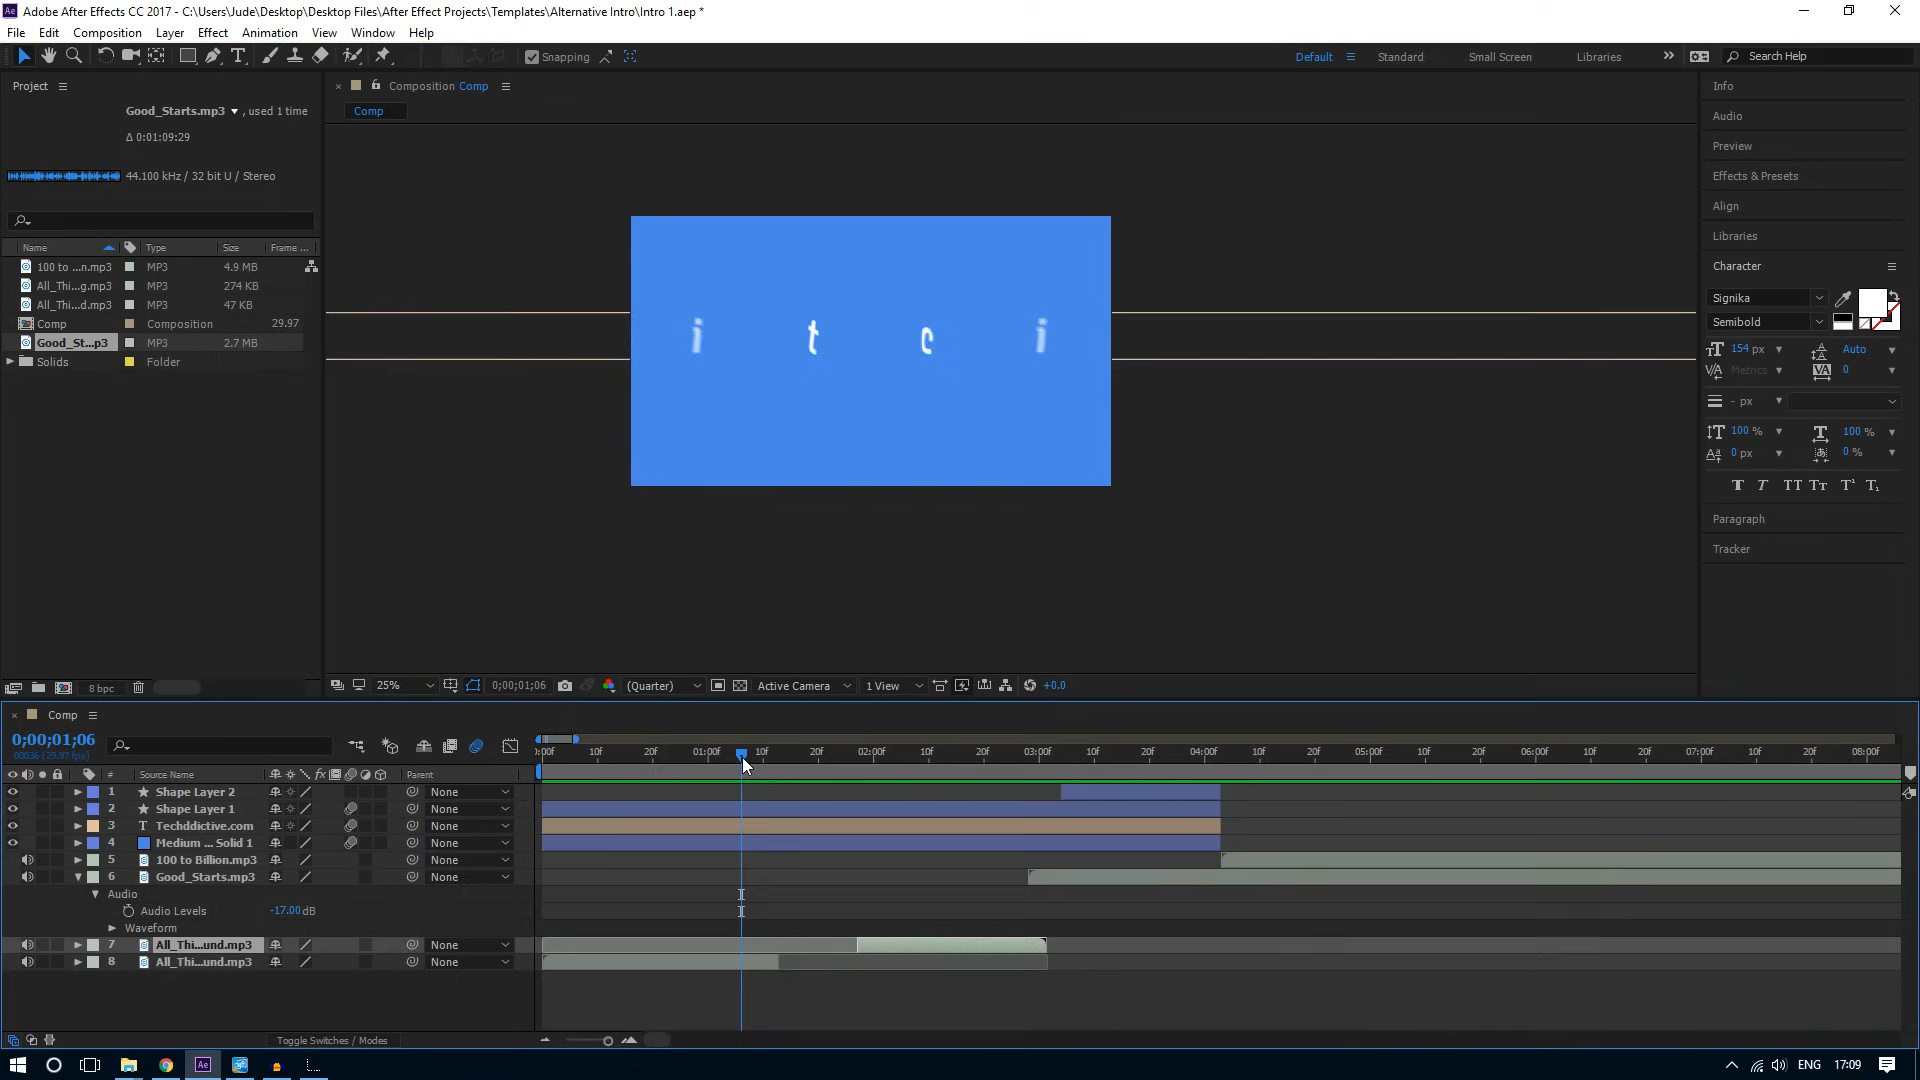 Adobe After Effects CC 2017 - C:\Users\Jude\Desktop\Desktop Files\After Effect Projects\Templates\Alternative Intro\Intro 1.aep *
File Edit Composition Layer Effect Animation View Window Help
Snapping Default Standard Small Screen Libraries Search Help
Project
Good_Starts.mp3 , used 1 time
Δ 0:01:09:29
44.100 kHz / 32 bit U / Stereo
Name Type Size Frame ...
100 to ...n.mp3 MP3 4.9 MB
All_Thi...g.mp3 MP3 274 KB
All_Thi...d.mp3 MP3 47 KB
Comp Composition 29.97
Good_St...p3 MP3 2.7 MB
Solids Folder
8 bpc
Composition Comp
Comp
i t c i
25% 0;00;01;06 (Quarter) Active Camera 1 View +0.0
Info
Audio
Preview
Effects & Presets
Align
Libraries
Character
Signika
Semibold
154 px Auto
Metrics 0
- px
100 % 100 %
0 px 0 %
T T TT Tt T¹ T₁
Paragraph
Tracker
Comp
0;00;01;06
00036 (29.97 fps)
# Source Name Parent
1 Shape Layer 2 None
2 Shape Layer 1 None
3 T Techddictive.com None
4 Medium ... Solid 1 None
5 100 to Billion.mp3 None
6 Good_Starts.mp3 None
Audio
Audio Levels -17.00 dB
Waveform
7 All_Thi...und.mp3 None
8 All_Thi...und.mp3 None
Toggle Switches / Modes
):00f 10f 20f 01:00f 10f 20f 02:00f 10f 20f 03:00f 10f 20f 04:00f 10f 20f 05:00f 10f 20f 06:00f 10f 20f 07:00f 10f 20f 08:00f
Ae ENG 17:09